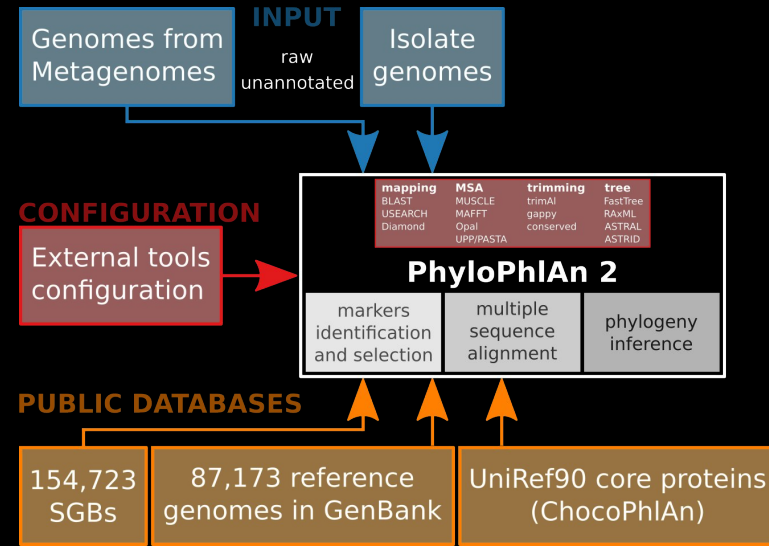 INPUT
Genomes from
Metagenomes
raw
unannotated
Isolate
genomes
mapping MSA trimming tree
BLAST MUSCLE trimAl FastTree
USEARCH MAFFT gappy RAxML
Diamond Opal conserved ASTRAL
UPP/PASTA ASTRID
CONFIGURATION
External tools
configuration
PhyloPhlAn 2
markers
identification
and selection
multiple
sequence
alignment
phylogeny
inference
PUBLIC DATABASES
154,723
SGBs
87,173 reference
genomes in GenBank
UniRef90 core proteins
(ChocoPhlAn)